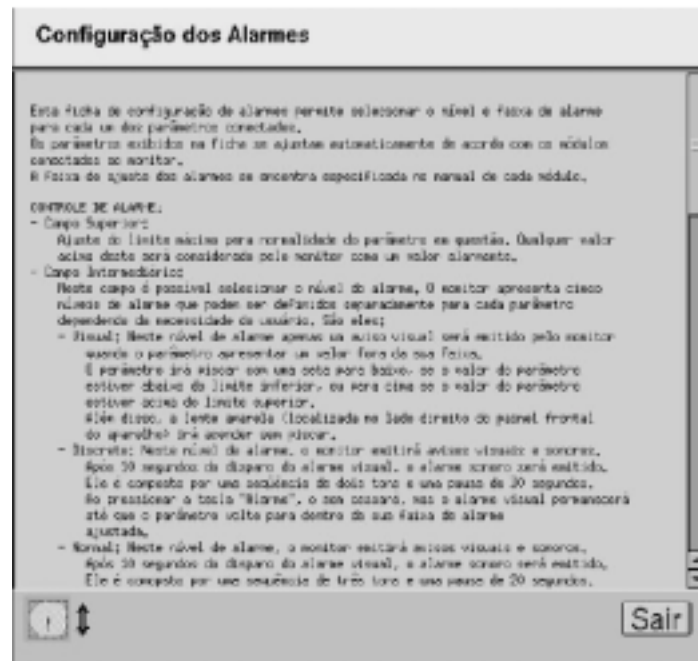 Configuração dos Alarmes
Esta ficha de configuração de alarmes permite selecionar o nível e faixa de alarme
para cada um dos parâmetros conectados.
Os parâmetros exibidos na ficha se ajustam automaticamente de acordo com os módulos
conectados ao monitor.
A faixa de ajuste dos alarmes se encontra especificada no manual de cada módulo.
CONTROLE DE ALARME:
- Campo Superior:
Ajuste do limite máximo para normalidade do parâmetro em questão. Qualquer valor
acima deste será considerado pelo monitor como um valor alarmante.
- Campo Intermediário:
Neste campo é possível selecionar o nível do alarme. O monitor apresenta cinco
níveis de alarme que podem ser definidos separadamente para cada parâmetro
dependendo da necessidade do usuário. São eles:
- Visual: Neste nível de alarme apenas um aviso visual será emitido pelo monitor
quando o parâmetro apresentar um valor fora da sua faixa.
O parâmetro irá piscar com uma seta para baixo, se o valor do parâmetro
estiver abaixo do limite inferior, ou para cima se o valor do parâmetro
estiver acima do limite superior.
Além disso, a lente amarela (localizada no lado direito do painel frontal
do aparelho) irá acender sem piscar.
- Discreto: Neste nível de alarme, o monitor emitirá avisos visuais e sonoros.
Após 10 segundos do disparo do alarme visual, o alarme sonoro será emitido.
Ele é composto por uma seqüência de dois tons e uma pausa de 30 segundos.
Ao pressionar a tecla "Alarme", o som cessará, mas o alarme visual permanecerá
até que o parâmetro volte para dentro da sua faixa de alarme
ajustada.
- Normal: Neste nível de alarme, o monitor emitirá avisos visuais e sonoros.
Após 10 segundos do disparo do alarme visual, o alarme sonoro será emitido.
Ele é composto por uma seqüência de três tons e uma pausa de 20 segundos.
Sair